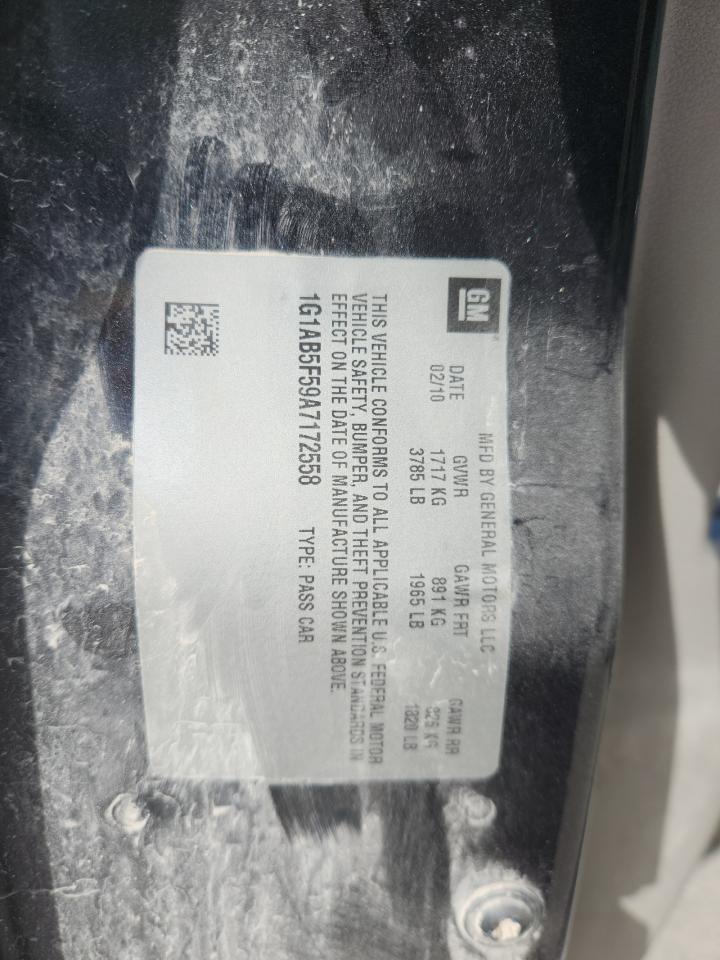 GM
MFD BY GENERAL MOTORS LLC
DATE GVWR GAWR FRT GAWR RR
02/10 1717 KG 891 KG 826 KG
3785 LB 1965 LB 1820 LB
THIS VEHICLE CONFORMS TO ALL APPLICABLE U.S. FEDERAL MOTOR
VEHICLE SAFETY, BUMPER, AND THEFT PREVENTION STANDARDS IN
EFFECT ON THE DATE OF MANUFACTURE SHOWN ABOVE.
1G1AB5F59A7172558 TYPE: PASS CAR